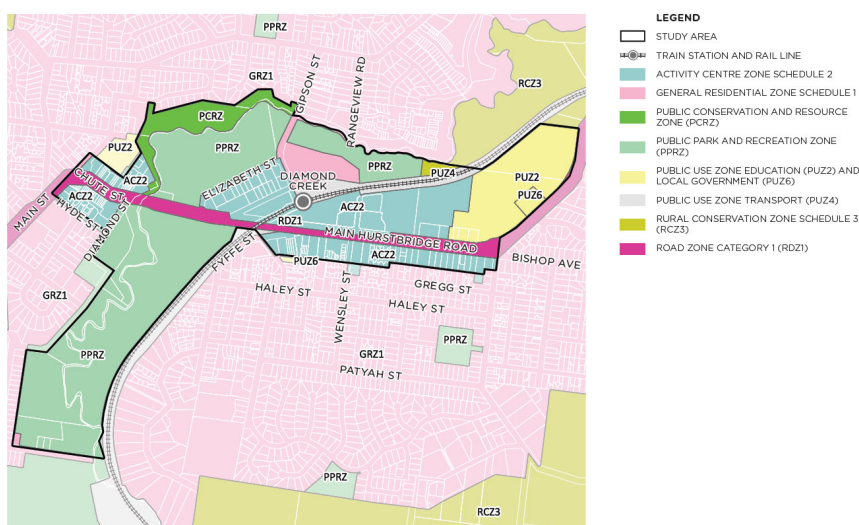 PPRZ
GRZ1
GIPSON ST
RANGEVIEW RD
RCZ3
PCRZ
PUZ2
PPRZ
PPRZ
PUZ4
PUZ2
PUZ6
ACZ2
CHUTE ST
ELIZABETH ST
DIAMOND
CREEK
ACZ2
ACZ2
MAIN ST
HYDE ST
DIAMOND ST
RDZ1
MAIN HURSTBRIDGE ROAD
FYFFE ST
PUZ6
ACZ2
BISHOP AVE
WENSLEY ST
GREGG ST
HALEY ST
HALEY ST
GRZ1
PPRZ
PPRZ
GRZ1
PATYAH ST
PPRZ
RCZ3
LEGEND
STUDY AREA
TRAIN STATION AND RAIL LINE
ACTIVITY CENTRE ZONE SCHEDULE 2
GENERAL RESIDENTIAL ZONE SCHEDULE 1
PUBLIC CONSERVATION AND RESOURCE
ZONE (PCRZ)
PUBLIC PARK AND RECREATION ZONE
(PPRZ)
PUBLIC USE ZONE EDUCATION (PUZ2) AND
LOCAL GOVERNMENT (PUZ6)
PUBLIC USE ZONE TRANSPORT (PUZ4)
RURAL CONSERVATION ZONE SCHEDULE 3
(RCZ3)
ROAD ZONE CATEGORY 1 (RDZ1)